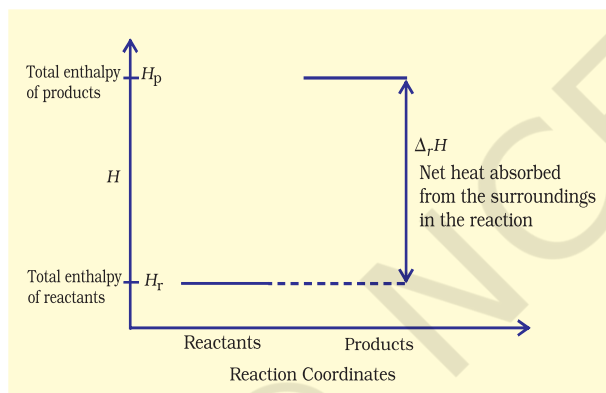 Total enthalpy
of products
Hp
H
ΔrH
Net heat absorbed
from the surroundings
in the reaction
Total enthalpy
of reactants
Hr
Reactants
Products
Reaction Coordinates